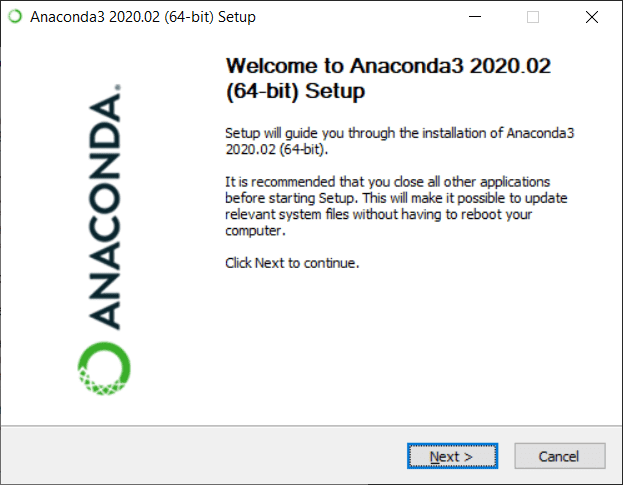 Anaconda3 2020.02 (64-bit) Setup
Welcome to Anaconda3 2020.02
(64-bit) Setup
Setup will guide you through the installation of Anaconda3
2020.02 (64-bit).
It is recommended that you close all other applications
before starting Setup. This will make it possible to update
relevant system files without having to reboot your
computer.
Click Next to continue.
ANACONDA.
Next >
Cancel